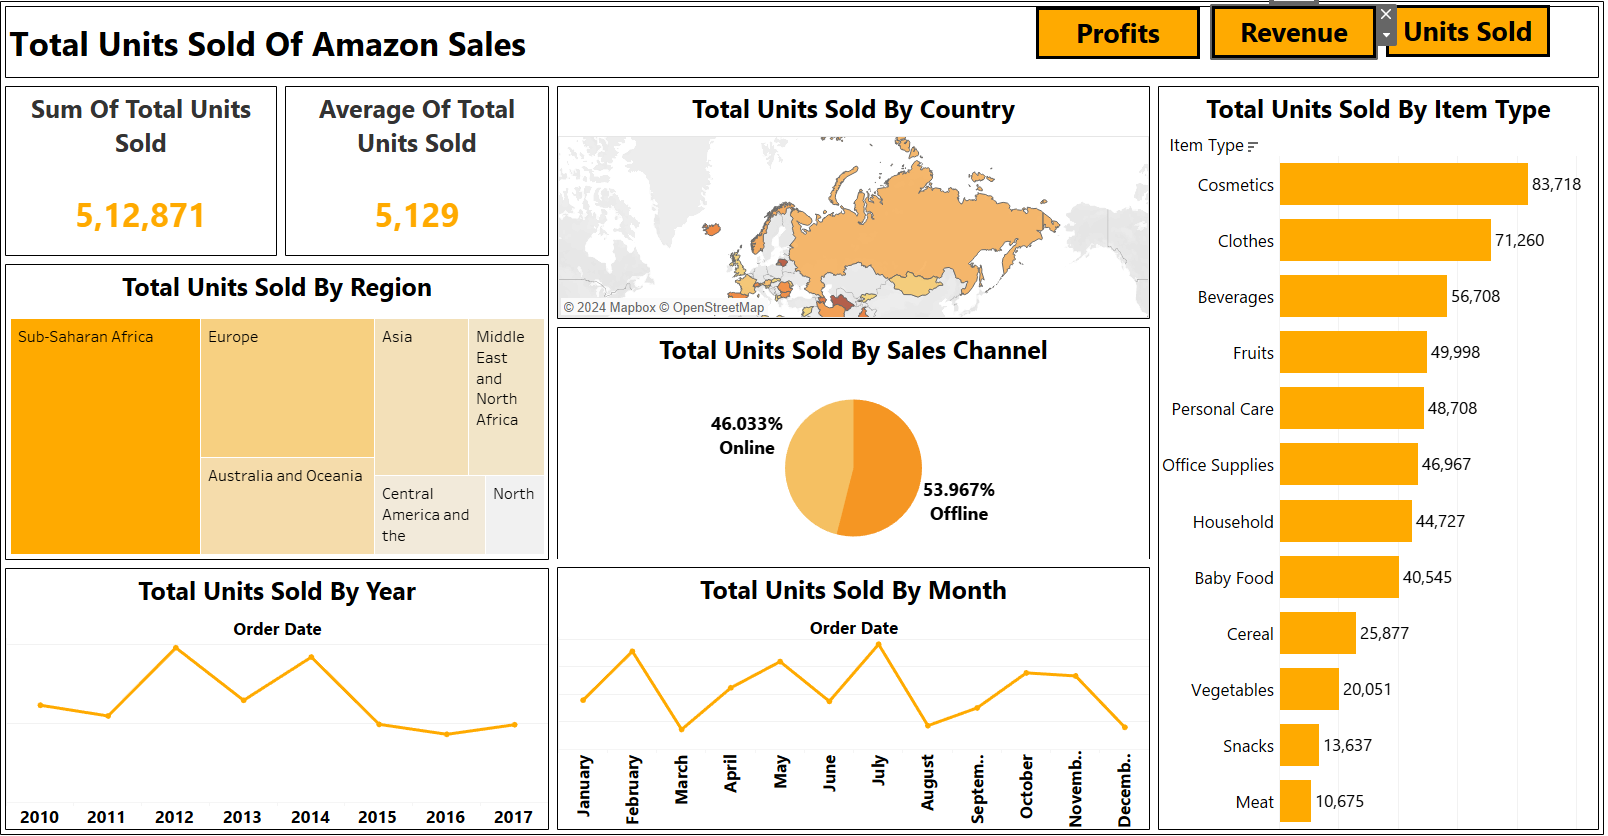 Total Units Sold Of Amazon Sales
Profits
Revenue
Units Sold
Sum Of Total Units
Sold
5,12,871
Average Of Total
Units Sold
5,129
Total Units Sold By Region
Sub-Saharan Africa
Europe
Australia and Oceania
Asia
Middle
East
and
North
Africa
Central
America and
the
North
Total Units Sold By Year
Order Date
2010
2011
2012
2013
2014
2015
2016
2017
Total Units Sold By Country
© 2024 Mapbox © OpenStreetMap
Total Units Sold By Sales Channel
46.033%
Online
53.967%
Offline
Total Units Sold By Month
Order Date
January
February
March
April
May
June
July
August
Septem..
October
Novemb..
Decemb..
Total Units Sold By Item Type
Item Type
Cosmetics 83,718
Clothes 71,260
Beverages 56,708
Fruits 49,998
Personal Care 48,708
Office Supplies 46,967
Household 44,727
Baby Food 40,545
Cereal 25,877
Vegetables 20,051
Snacks 13,637
Meat 10,675